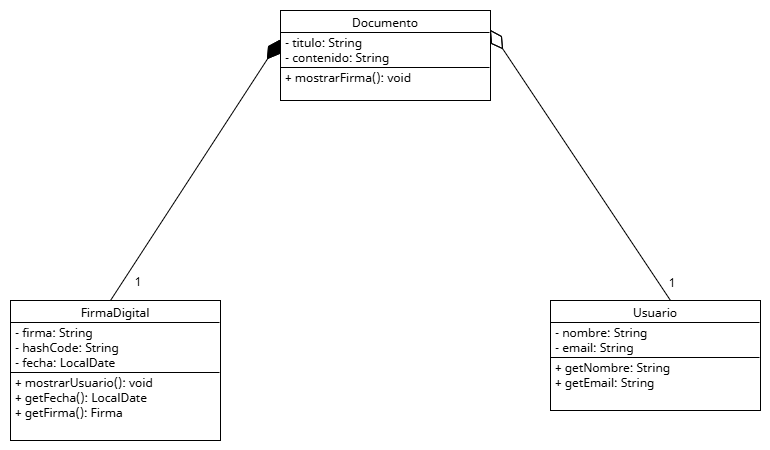 Documento
- titulo: String
- contenido: String
+ mostrarFirma(): void
1
1
FirmaDigital
- firma: String
- hashCode: String
- fecha: LocalDate
+ mostrarUsuario(): void
+ getFecha(): LocalDate
+ getFirma(): Firma
Usuario
- nombre: String
- email: String
+ getNombre: String
+ getEmail: String